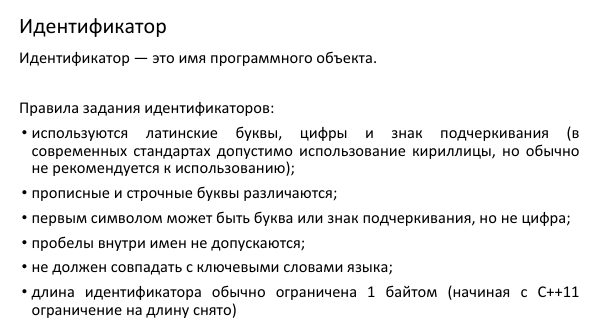 Идентификатор
Идентификатор — это имя программного объекта.
Правила задания идентификаторов:
• используются латинские буквы, цифры и знак подчеркивания (в
современных стандартах допустимо использование кириллицы, но обычно
не рекомендуется к использованию);
• прописные и строчные буквы различаются;
• первым символом может быть буква или знак подчеркивания, но не цифра;
• пробелы внутри имен не допускаются;
• не должен совпадать с ключевыми словами языка;
• длина идентификатора обычно ограничена 1 байтом (начиная с C++11
ограничение на длину снято)